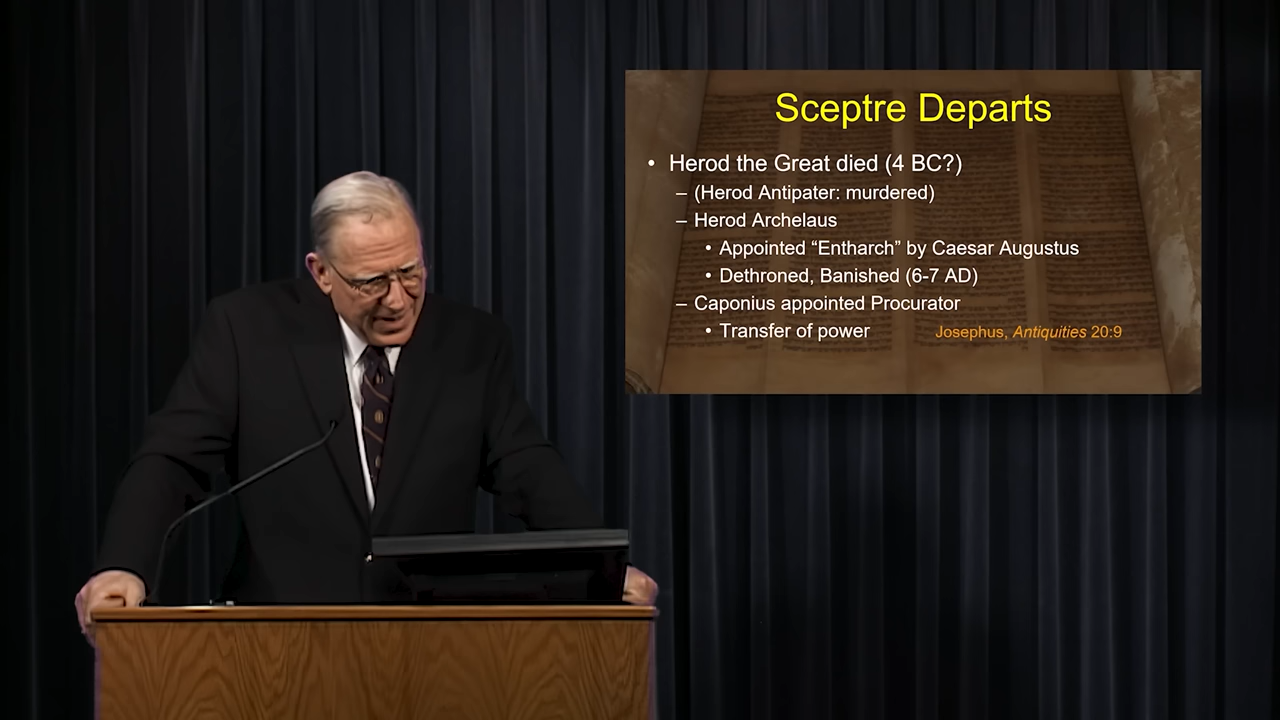 Sceptre Departs
• Herod the Great died (4 BC?)
– (Herod Antipater: murdered)
– Herod Archelaus
• Appointed “Entharch” by Caesar Augustus
• Dethroned, Banished (6-7 AD)
– Caponius appointed Procurator
• Transfer of power
Josephus, Antiquities 20:9